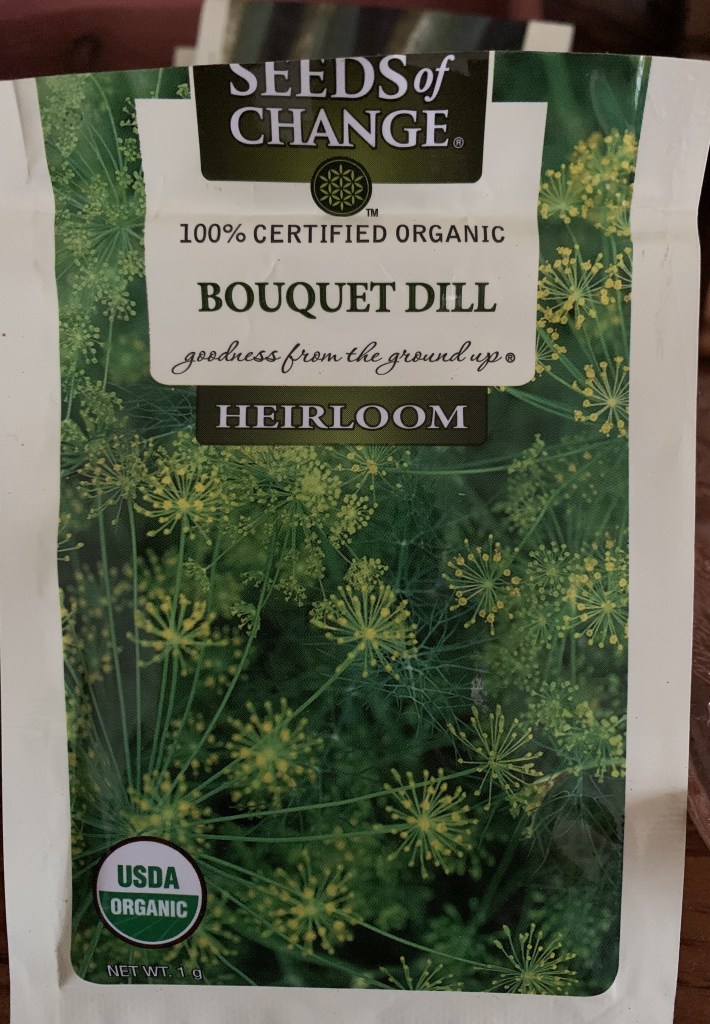 SEEDS of
CHANGE®
™
100% CERTIFIED ORGANIC
BOUQUET DILL
goodness from the ground up®
HEIRLOOM
USDA
ORGANIC
NET WT. 1 g